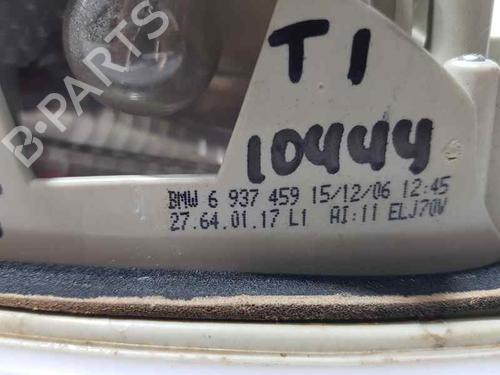 B-PARTS
T1
10444
BMW 6 937 459 15/12/06 12:45
27.64.01.17 L1 AI:11 ELJ70V